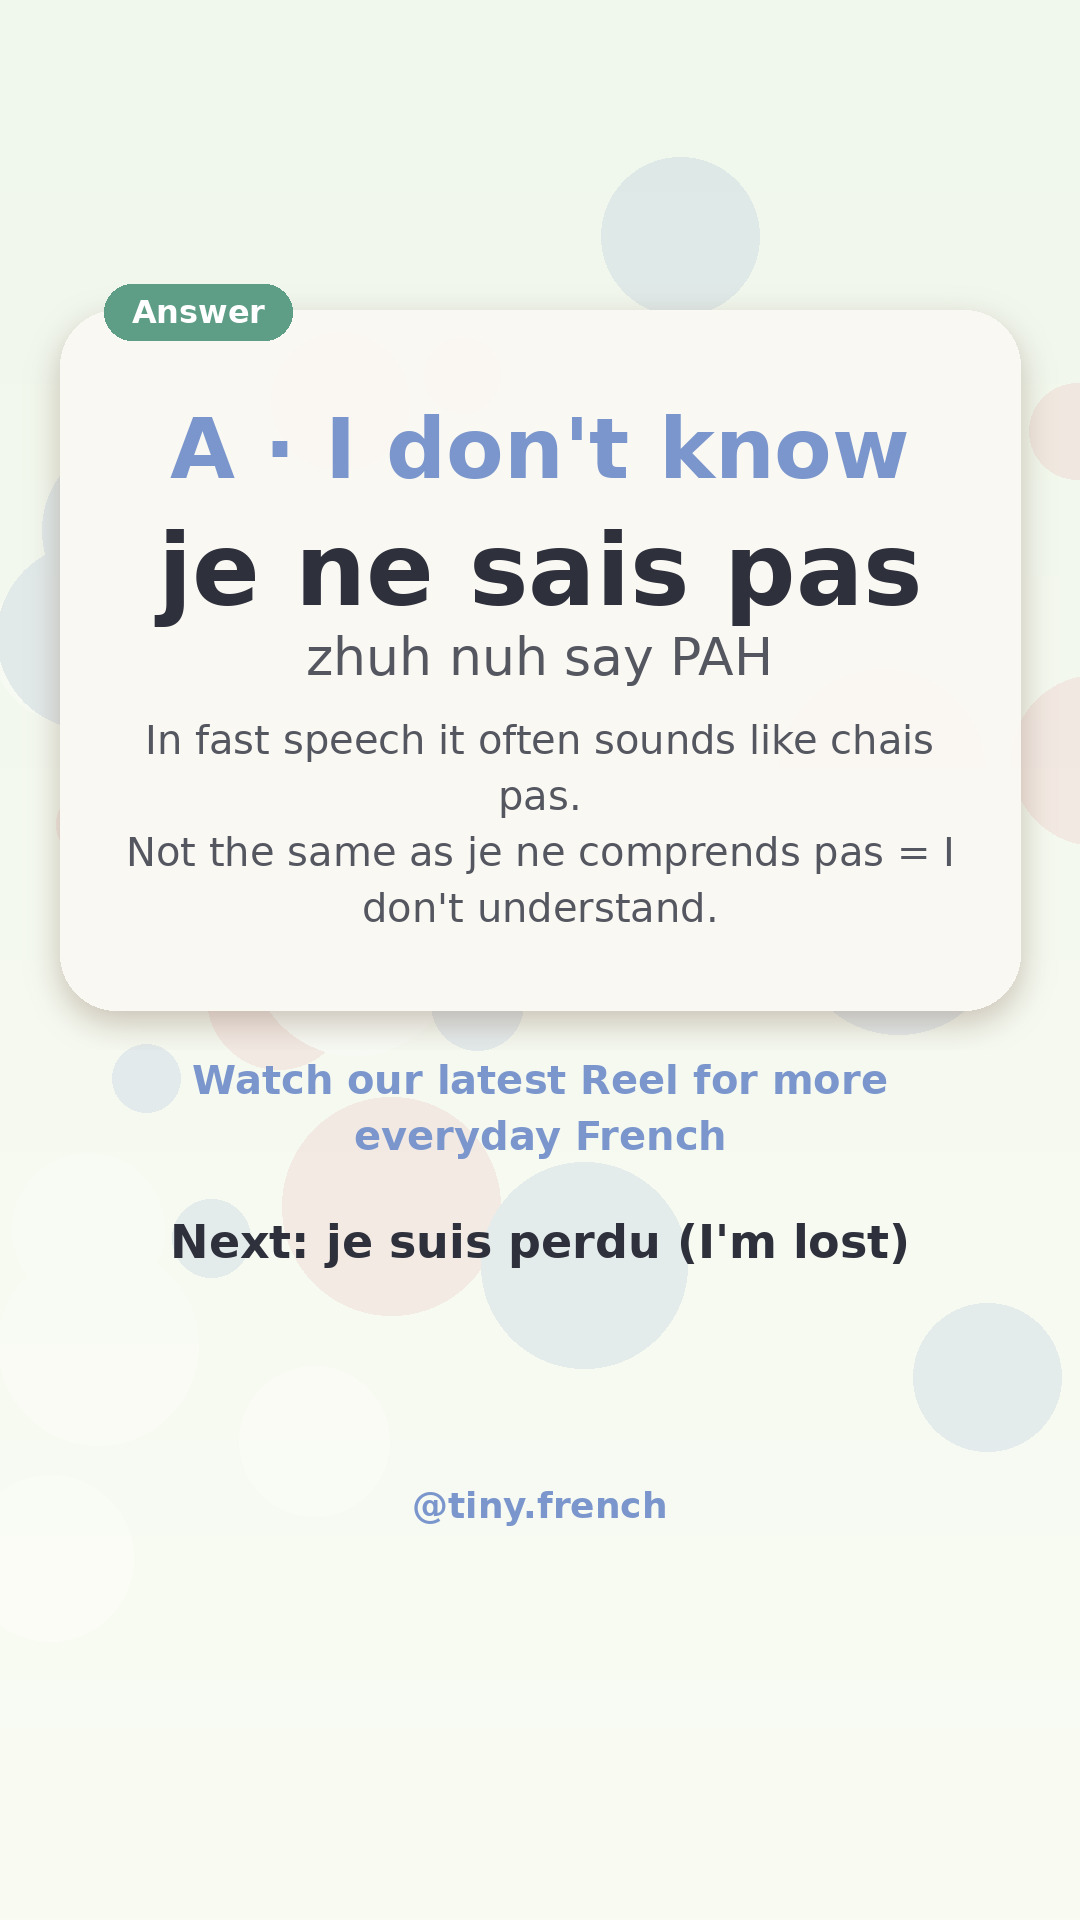 Answer
A · I don't know
je ne sais pas
zhuh nuh say PAH
In fast speech it often sounds like chais
pas.
Not the same as je ne comprends pas = I
don't understand.
Watch our latest Reel for more
everyday French
Next: je suis perdu (I'm lost)
@tiny.french